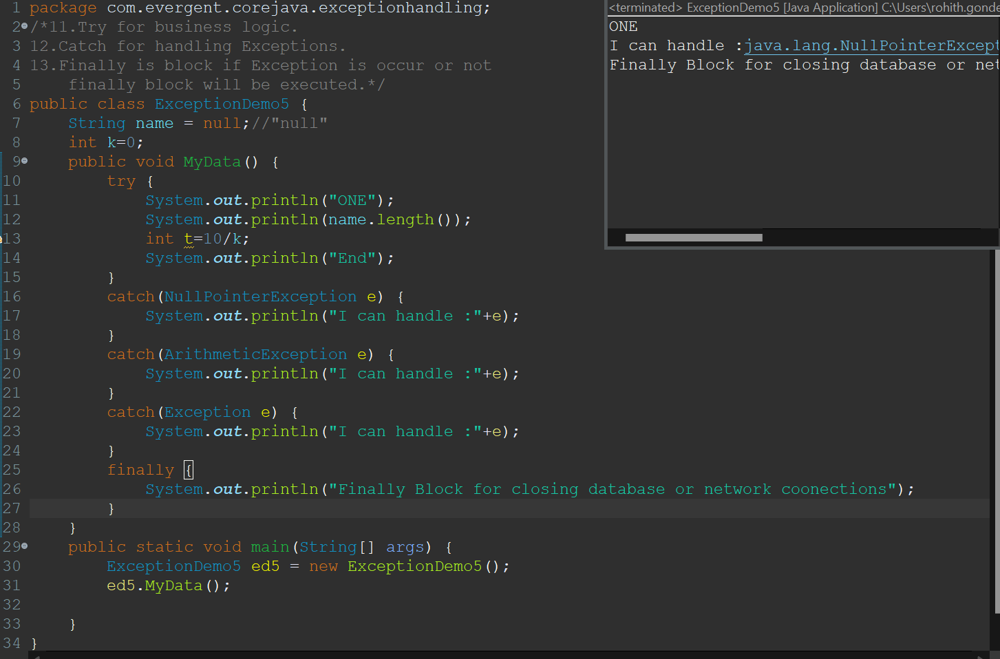 1 package com.evergent.corejava.exceptionhandling;
2 /*11.Try for business logic.
3 12.Catch for handling Exceptions.
4 13.Finally is block if Exception is occur or not
5     finally block will be executed.*/
6 public class ExceptionDemo5 {
7     String name = null;//"null"
8     int k=0;
9     public void MyData() {
10         try {
11             System.out.println("ONE");
12             System.out.println(name.length());
13             int t=10/k;
14             System.out.println("End");
15         }
16         catch(NullPointerException e) {
17             System.out.println("I can handle :"+e);
18         }
19         catch(ArithmeticException e) {
20             System.out.println("I can handle :"+e);
21         }
22         catch(Exception e) {
23             System.out.println("I can handle :"+e);
24         }
25         finally {
26             System.out.println("Finally Block for closing database or network coonections");
27         }
28     }
29     public static void main(String[] args) {
30         ExceptionDemo5 ed5 = new ExceptionDemo5();
31         ed5.MyData();
32
33     }
34 }
<terminated> ExceptionDemo5 [Java Application] C:\Users\rohith.gonde
ONE
I can handle :java.lang.NullPointerExcept
Finally Block for closing database or net